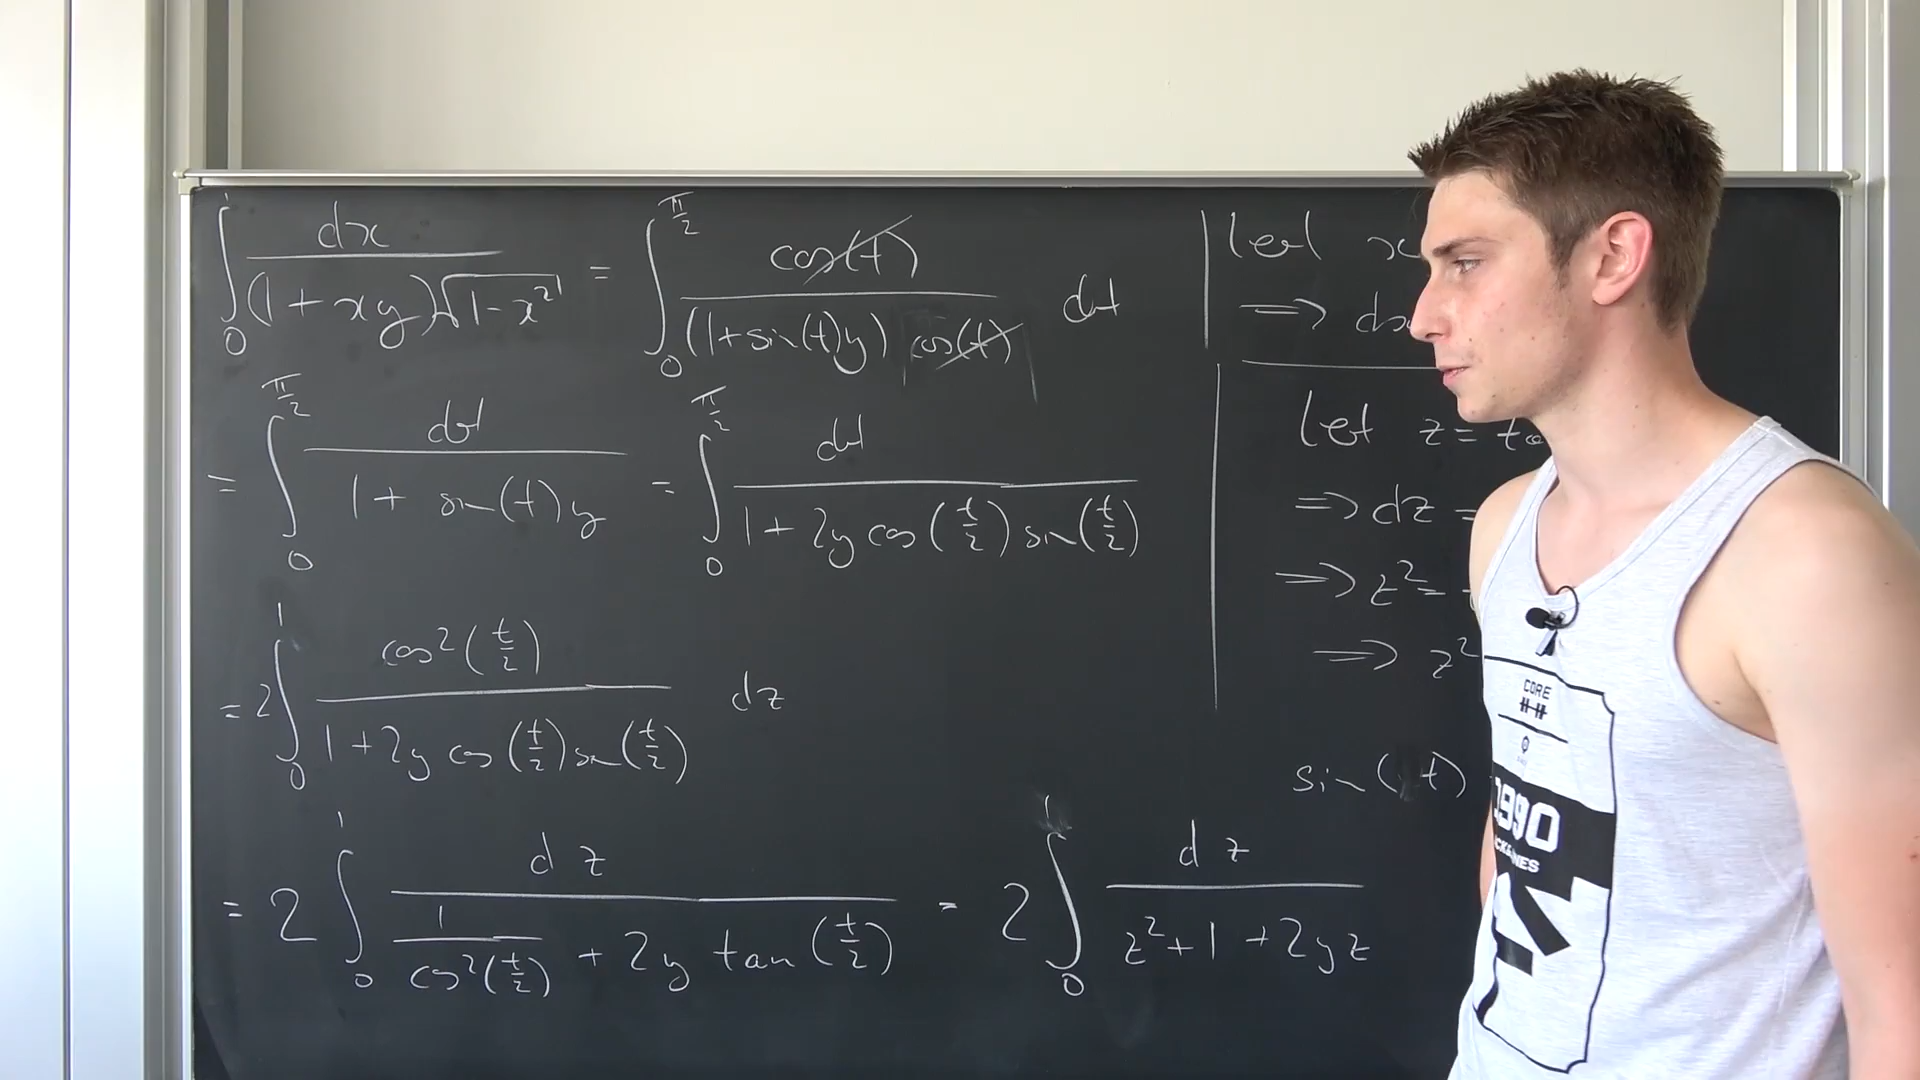 ∫₀¹ dx / ((1+xy)√(1-x²)) = ∫₀^(π/2) cos(t) / ((1+sin(t)y) cos(t)) dt
= ∫₀^(π/2) dt / (1+ sin(t)y) = ∫₀^(π/2) dt / (1+2y cos(t/2) sin(t/2))
= 2∫₀¹ cos²(t/2) / (1+2y cos(t/2) sin(t/2)) dz
= 2∫₀¹ dz / (1/cos²(t/2) + 2y tan(t/2)) = 2∫₀¹ dz / (z²+1+2yz)
let x
⇒ dx
let z = ta
⇒ dz =
⇒ z² =
⇒ z²
sin( t)
CORE
1990